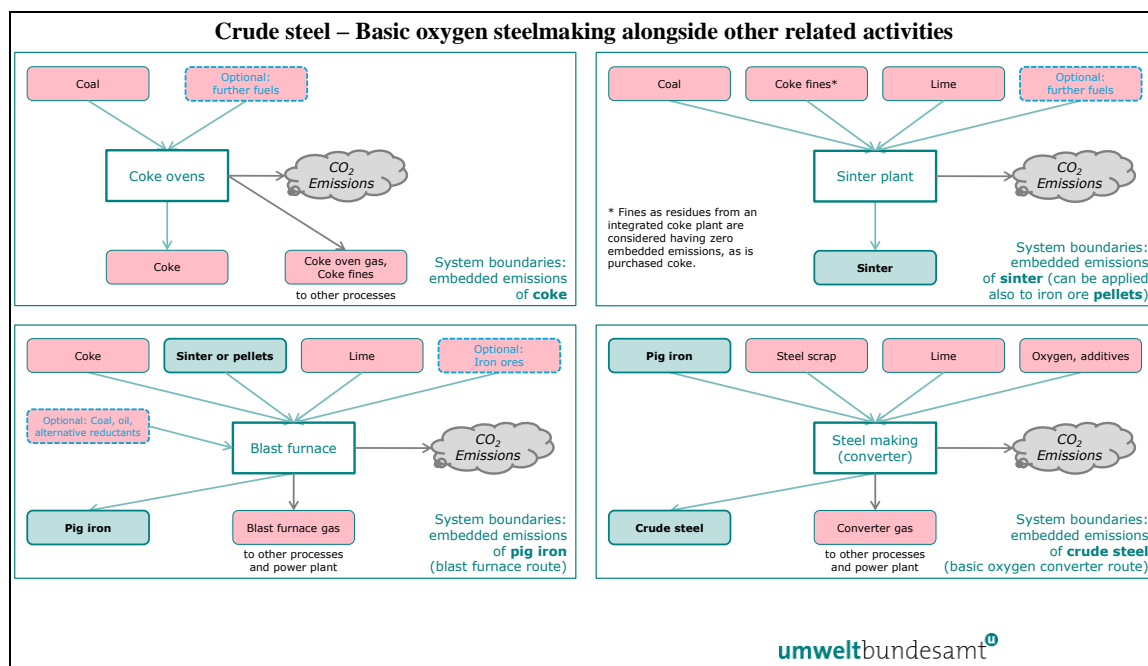 Crude steel – Basic oxygen steelmaking alongside other related activities
Coal
Optional:
further fuels
Coke ovens
CO2
Emissions
Coke
Coke oven gas,
Coke fines
to other processes
System boundaries:
embedded emissions
of coke
Coal
Coke fines*
Lime
Optional:
further fuels
Sinter plant
CO2
Emissions
* Fines as residues from an
integrated coke plant are
considered having zero
embedded emissions, as is
purchased coke.
Sinter
System boundaries:
embedded emissions
of sinter (can be applied
also to iron ore pellets)
Coke
Sinter or pellets
Lime
Optional:
Iron ores
Optional: Coal, oil,
alternative reductants
Blast furnace
CO2
Emissions
Pig iron
Blast furnace gas
to other processes
and power plant
System boundaries:
embedded emissions
of pig iron
(blast furnace route)
Pig iron
Steel scrap
Lime
Oxygen, additives
Steel making
(converter)
CO2
Emissions
Crude steel
Converter gas
to other processes
and power plant
System boundaries:
embedded emissions
of crude steel
(basic oxygen converter route)
umweltbundesamt u